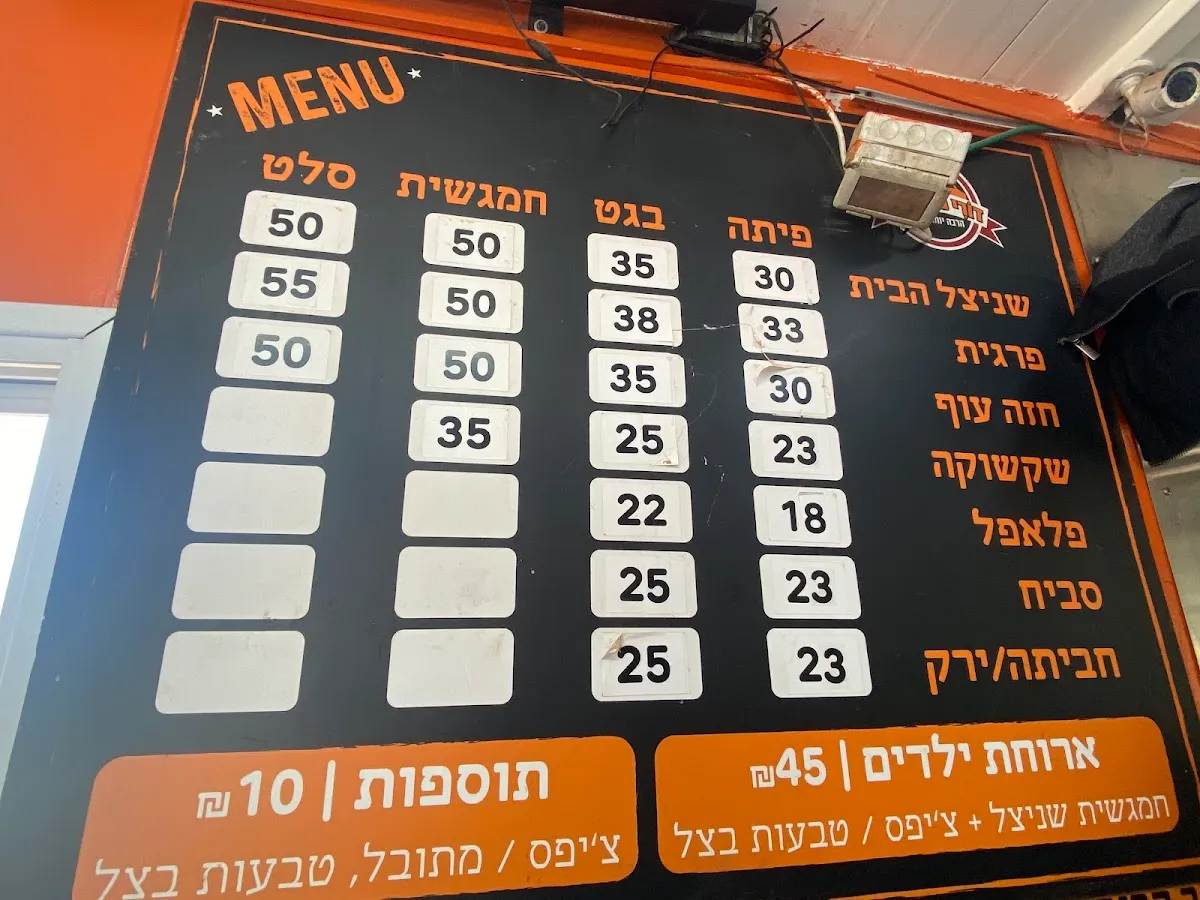 MENU
פיתה בגט חמגשית סלט
שניצל הבית 30 35 50 50
פרגית 33 38 50 55
חזה עוף 30 35 50 50
שקשוקה 23 25 35
פלאפל 18 22
סביח 23 25
חביתה/ירק 23 25
ארוחת ילדים | 45₪
חמגשית שניצל + צ'יפס / טבעות בצל
תוספות | 10₪
צ'יפס / מתובל, טבעות בצל